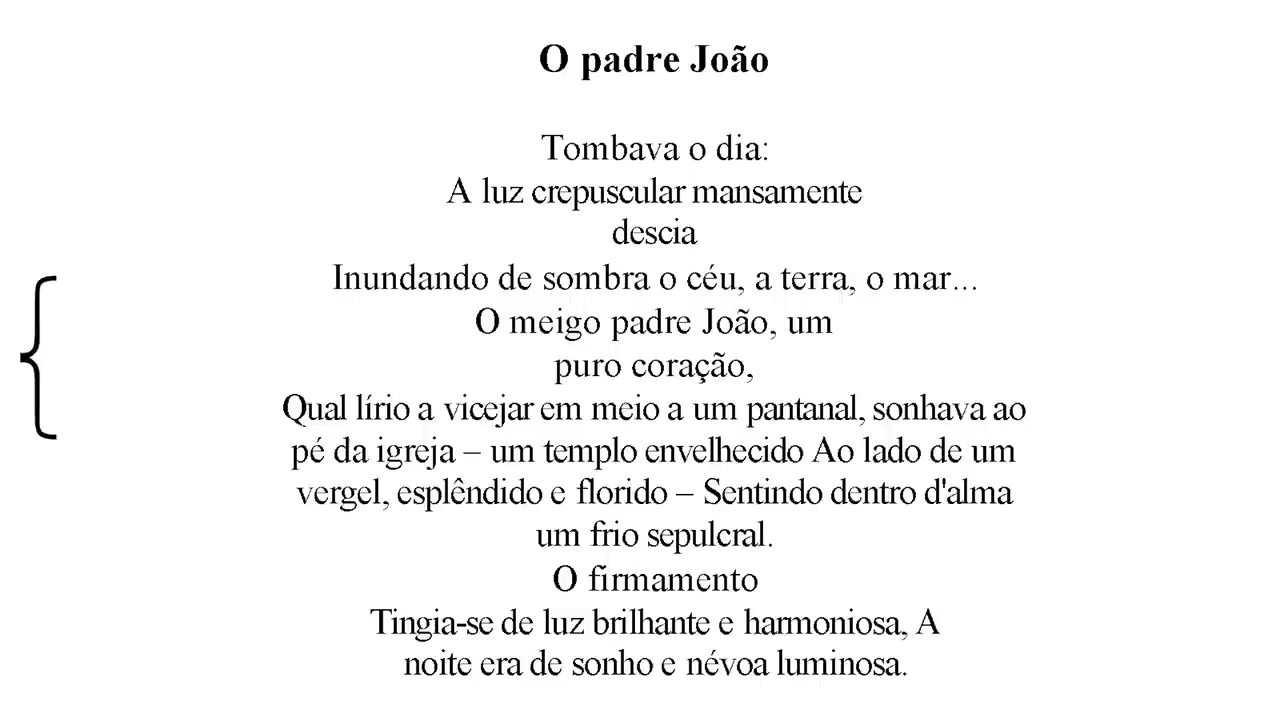 O padre João
Tombava o dia:
A luz crepuscular mansamente
descia
Inundando de sombra o céu, a terra, o mar...
O meigo padre João, um
puro coração,
Qual lírio a vicejar em meio a um pantanal, sonhava ao
pé da igreja – um templo envelhecido Ao lado de um
vergel, esplêndido e florido – Sentindo dentro d'alma
um frio sepulcral.
O firmamento
Tingia-se de luz brilhante e harmoniosa, A
noite era de sonho e névoa luminosa.